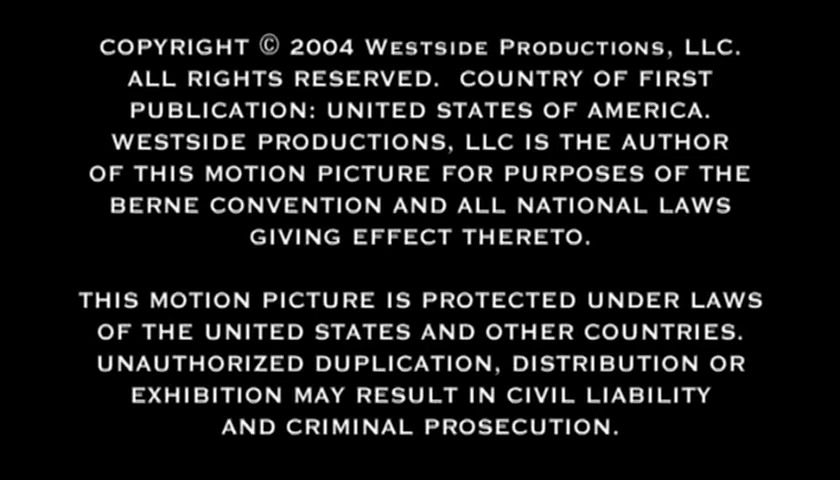 COPYRIGHT © 2004 WESTSIDE PRODUCTIONS, LLC.
ALL RIGHTS RESERVED. COUNTRY OF FIRST
PUBLICATION: UNITED STATES OF AMERICA.
WESTSIDE PRODUCTIONS, LLC IS THE AUTHOR
OF THIS MOTION PICTURE FOR PURPOSES OF THE
BERNE CONVENTION AND ALL NATIONAL LAWS
GIVING EFFECT THERETO.
THIS MOTION PICTURE IS PROTECTED UNDER LAWS
OF THE UNITED STATES AND OTHER COUNTRIES.
UNAUTHORIZED DUPLICATION, DISTRIBUTION OR
EXHIBITION MAY RESULT IN CIVIL LIABILITY
AND CRIMINAL PROSECUTION.